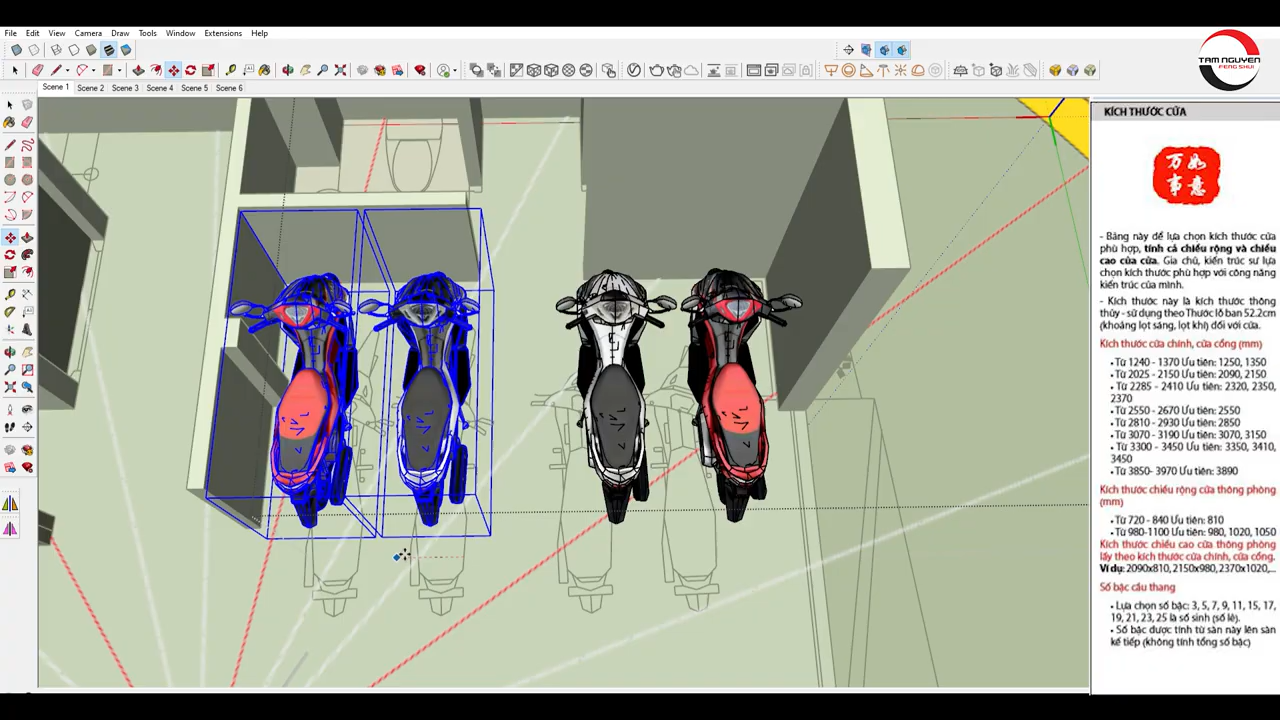 File Edit View Camera Draw Tools Window Extensions Help
TAM NGUYEN
FENG SHUI
Scene 1 Scene 2 Scene 3 Scene 4 Scene 5 Scene 6
KÍCH THƯỚC CỬA
万 如
事 意
- Bảng này để lựa chọn kích thước cửa
phù hợp, tính cả chiều rộng và chiều
cao của cửa. Gia chủ, kiến trúc sư lựa
chọn kích thước phù hợp với công năng
kiến trúc của mình.
- Kích thước này là kích thước thông
thủy - sử dụng theo Thước lỗ ban 52.2cm
(khoảng lọt sáng, lọt khí) đối với cửa.
Kích thước cửa chính, cửa cổng (mm)
• Từ 1240 - 1370 Ưu tiên: 1250, 1350
• Từ 2025 - 2150 Ưu tiên: 2090, 2150
• Từ 2285 - 2410 Ưu tiên: 2320, 2350,
2370
• Từ 2550 - 2670 Ưu tiên: 2550
• Từ 2810 - 2930 Ưu tiên: 2850
• Từ 3070 - 3190 Ưu tiên: 3070, 3150
• Từ 3300 - 3450 Ưu tiên: 3350, 3410,
3450
• Từ 3850- 3970 Ưu tiên: 3890
Kích thước chiều rộng cửa thông phòng
(mm)
• Từ 720 - 840 Ưu tiên: 810
• Từ 980-1100 Ưu tiên: 980, 1020, 1050
Kích thước chiều cao cửa thông phòng
lấy theo kích thước cửa chính, cửa cổng.
Ví dụ: 2090x810, 2150x980, 2370x1020,...
Số bậc cầu thang
• Lựa chọn số bậc: 3, 5, 7, 9, 11, 15, 17,
19, 21, 23, 25 là số sinh (số lẻ).
• Số bậc được tính từ sàn này lên sàn
kế tiếp (không tính tổng số bậc)